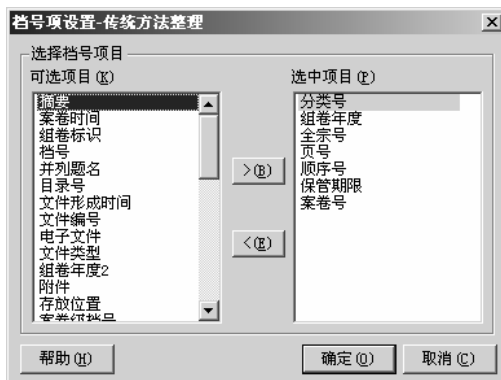 档号项设置-传统方法整理
选择档号项目
可选项目(K)
摘要
案卷时间
组卷标识
档号
并列题名
目录号
文件形成时间
文件编号
电子文件
文件类型
组卷年度2
附件
存放位置
案卷级档号
>(B)
<(E)
选中项目(P)
分类号
组卷年度
全宗号
页号
顺序号
保管期限
案卷号
帮助(H)
确定(O)
取消(C)